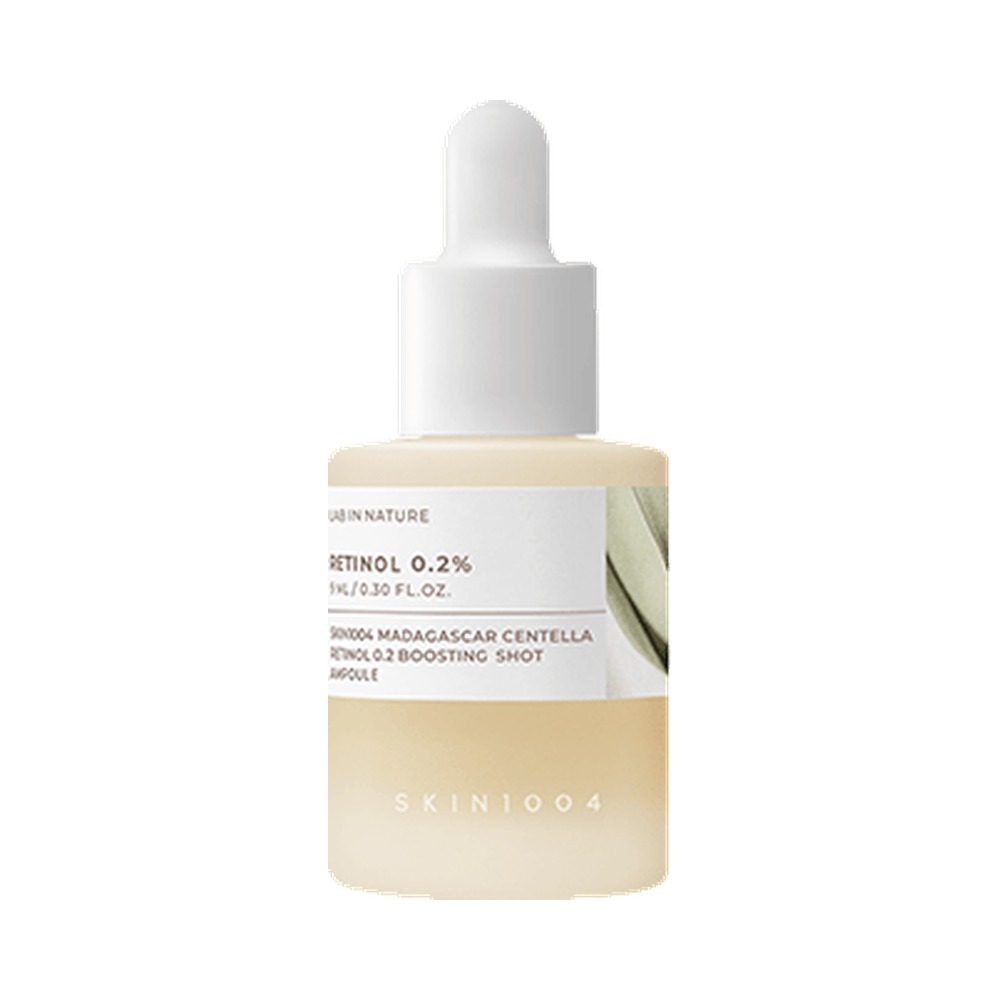 LAB IN NATURE
RETINOL 0.2%
9 ML / 0.30 FL.OZ.
SKIN1004 MADAGASCAR CENTELLA
RETINOL 0.2 BOOSTING SHOT
AMPOULE
SKIN1004